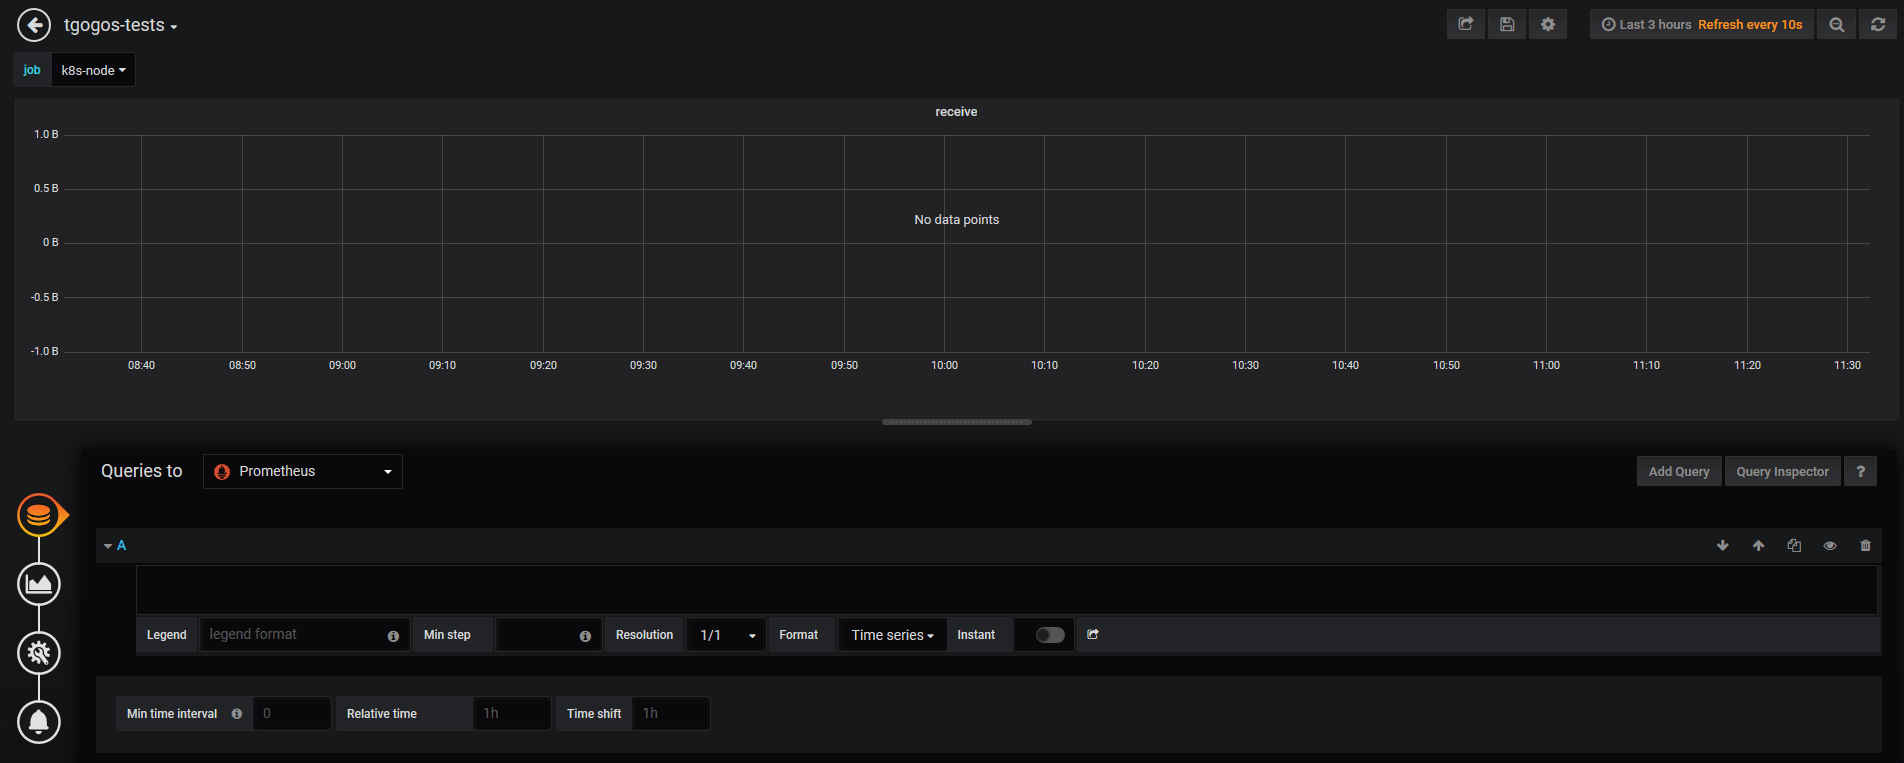 tgogos-tests
Last 3 hours Refresh every 10s
job k8s-node
receive
1.0 B
0.5 B
0 B
-0.5 B
-1.0 B
No data points
08:40 08:50 09:00 09:10 09:20 09:30 09:40 09:50 10:00 10:10 10:20 10:30 10:40 10:50 11:00 11:10 11:20 11:30
Queries to Prometheus Add Query Query Inspector ?
A
Legend legend format Min step Resolution 1/1 Format Time series Instant
Min time interval 0 Relative time 1h Time shift 1h